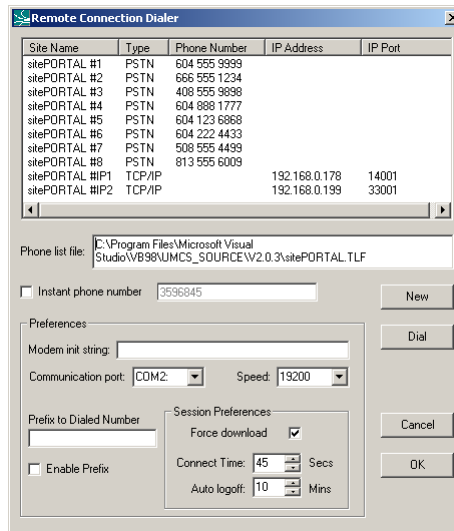 Remote Connection Dialer
Site Name Type Phone Number IP Address IP Port
sitePORTAL #1 PSTN 604 555 9999
sitePORTAL #2 PSTN 666 555 1234
sitePORTAL #3 PSTN 408 555 9898
sitePORTAL #4 PSTN 604 888 1777
sitePORTAL #5 PSTN 604 123 6868
sitePORTAL #6 PSTN 604 222 4433
sitePORTAL #7 PSTN 508 555 4499
sitePORTAL #8 PSTN 813 555 6009
sitePORTAL #IP1 TCP/IP 192.168.0.178 14001
sitePORTAL #IP2 TCP/IP 192.168.0.199 33001
Phone list file: C:\Program Files\Microsoft Visual
Studio\VB98\UMCS_SOURCE\V2.0.3\sitePORTAL.TLF
Instant phone number 3596845
New
Preferences
Dial
Modem init string:
Communication port: COM2: Speed: 19200
Prefix to Dialed Number
Session Preferences
Force download
Cancel
Enable Prefix
Connect Time: 45 Secs
OK
Auto logoff: 10 Mins